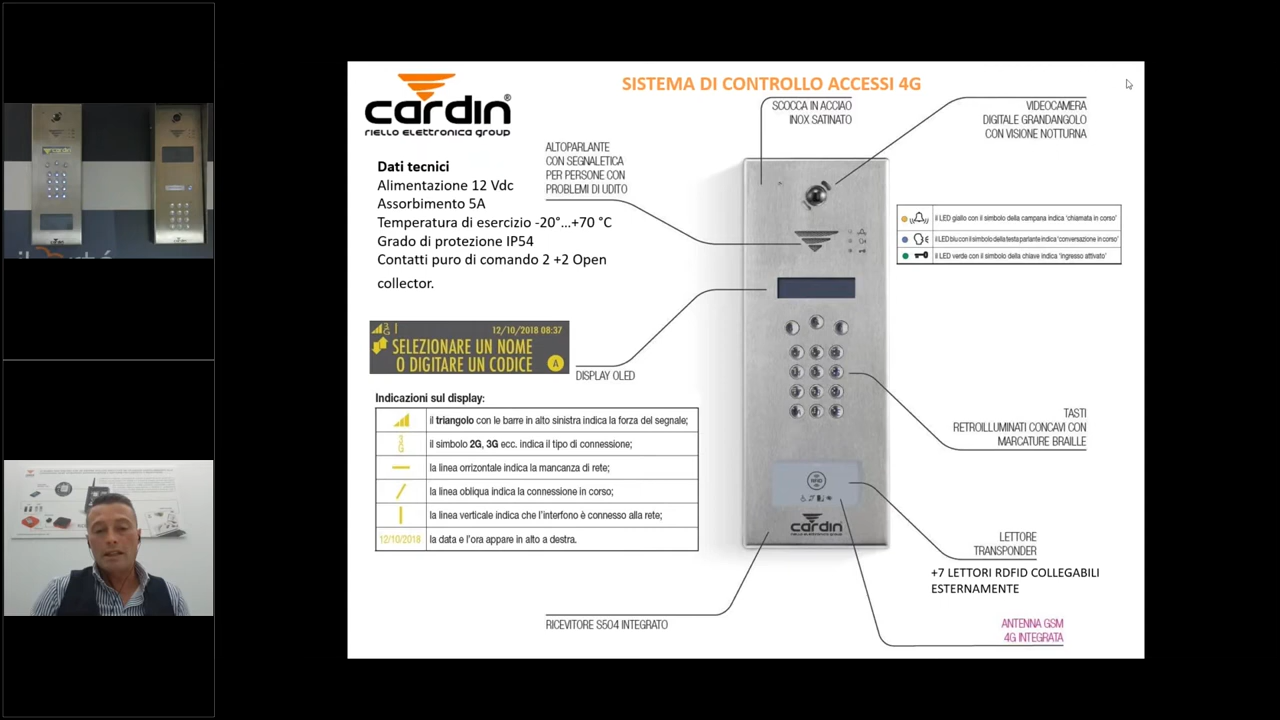 SISTEMA DI CONTROLLO ACCESSI 4G
cardin®
riello elettronica group
SCOCCA IN ACCIAO
INOX SATINATO
VIDEOCAMERA
DIGITALE GRANDANGOLO
CON VISIONE NOTTURNA
ALTOPARLANTE
CON SEGNALETICA
PER PERSONE CON
PROBLEMI DI UDITO
Dati tecnici
Alimentazione 12 Vdc
Assorbimento 5A
Temperatura di esercizio -20°...+70 °C
Grado di protezione IP54
Contatti puro di comando 2 +2 Open
collector.
il LED giallo con il simbolo della campana indica 'chiamata in corso'
il LED blu con il simbolo della testa parlante indica 'conversazione in corso'
il LED verde con il simbolo della chiave indica 'ingresso attivato'
3G 12/10/2018 08:37
SELEZIONARE UN NOME
O DIGITARE UN CODICE A
DISPLAY OLED
Indicazioni sul display:
il triangolo con le barre in alto sinistra indica la forza del segnale;
3G il simbolo 2G, 3G ecc. indica il tipo di connessione;
la linea orrizontale indica la mancanza di rete;
la linea obliqua indica la connessione in corso;
la linea verticale indica che l'interfono è connesso alla rete;
12/10/2018 la data e l'ora appare in alto a destra.
TASTI
RETROILLUMINATI CONCAVI CON
MARCATURE BRAILLE
RFID
cardin
riello elettronica group
LETTORE
TRANSPONDER
+7 LETTORI RDFID COLLEGABILI
ESTERNAMENTE
RICEVITORE S504 INTEGRATO
ANTENNA GSM
4G INTEGRATA